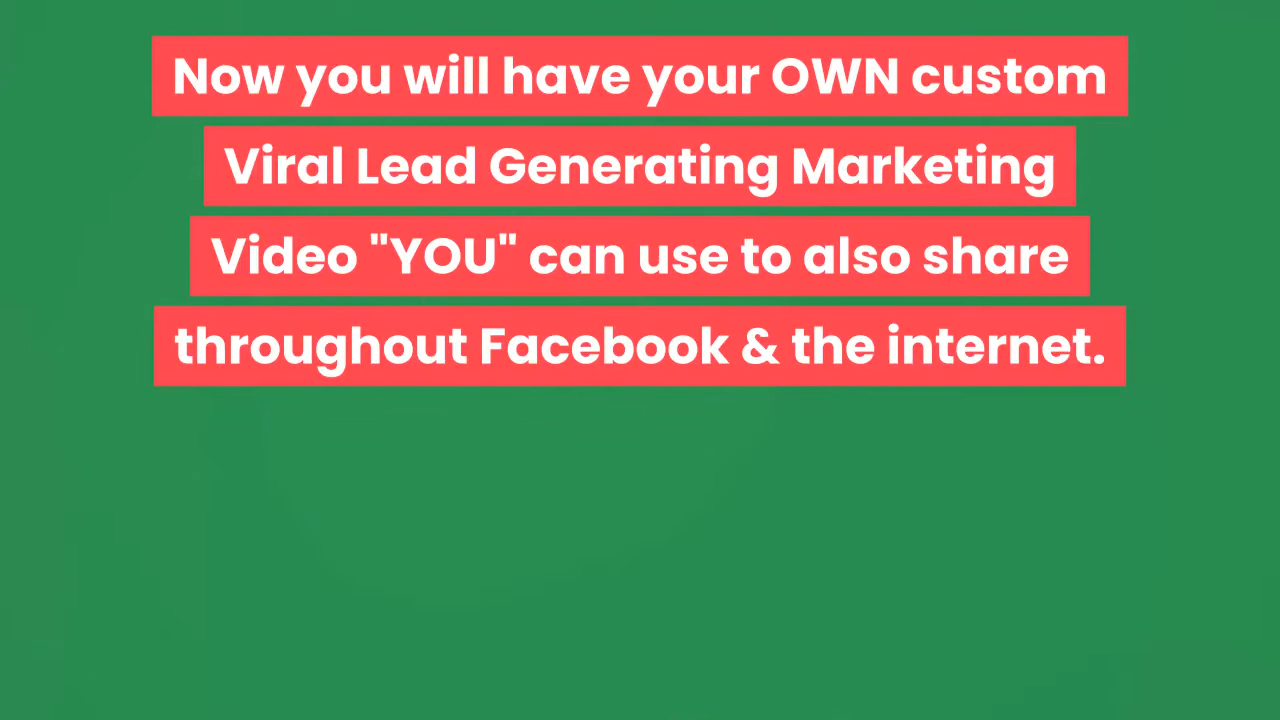 Now you will have your OWN custom
Viral Lead Generating Marketing
Video "YOU" can use to also share
throughout Facebook & the internet.